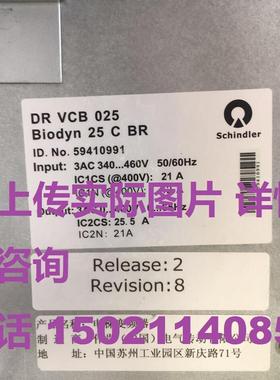 DR VCB 025
Biodyn 25 C BR
Schindler
ID. No. 59410991
Input: 3AC 340...460V 50/60Hz
IC1CS (@400V): 21 A
上传实际图片 详情
IC2CS: 25.5 A
咨询
IC2N: 21A
Release: 2
Revision: 8
电话 15021140852
中国苏州工业园区新庆路71号